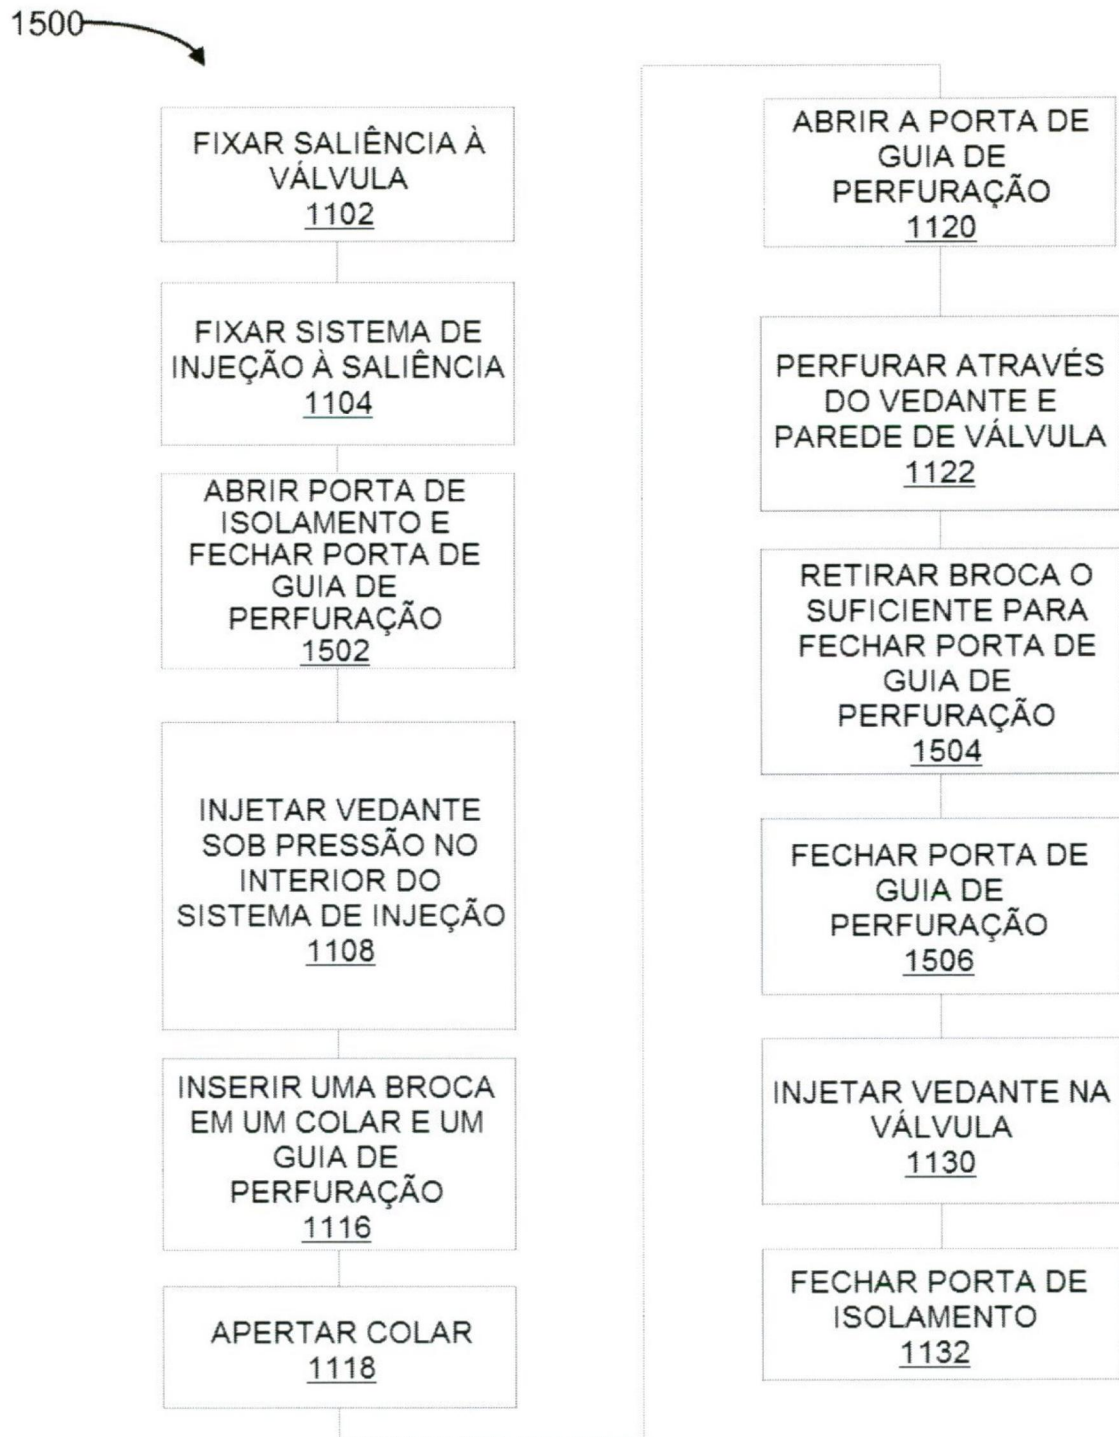 1500
FIXAR SALIÊNCIA À
VÁLVULA
1102
FIXAR SISTEMA DE
INJEÇÃO À SALIÊNCIA
1104
ABRIR PORTA DE
ISOLAMENTO E
FECHAR PORTA DE
GUIA DE
PERFURAÇÃO
1502
INJETAR VEDANTE
SOB PRESSÃO NO
INTERIOR DO
SISTEMA DE INJEÇÃO
1108
INSERIR UMA BROCA
EM UM COLAR E UM
GUIA DE
PERFURAÇÃO
1116
APERTAR COLAR
1118
ABRIR A PORTA DE
GUIA DE
PERFURAÇÃO
1120
PERFURAR ATRAVÉS
DO VEDANTE E
PAREDE DE VÁLVULA
1122
RETIRAR BROCA O
SUFICIENTE PARA
FECHAR PORTA DE
GUIA DE
PERFURAÇÃO
1504
FECHAR PORTA DE
GUIA DE
PERFURAÇÃO
1506
INJETAR VEDANTE NA
VÁLVULA
1130
FECHAR PORTA DE
ISOLAMENTO
1132